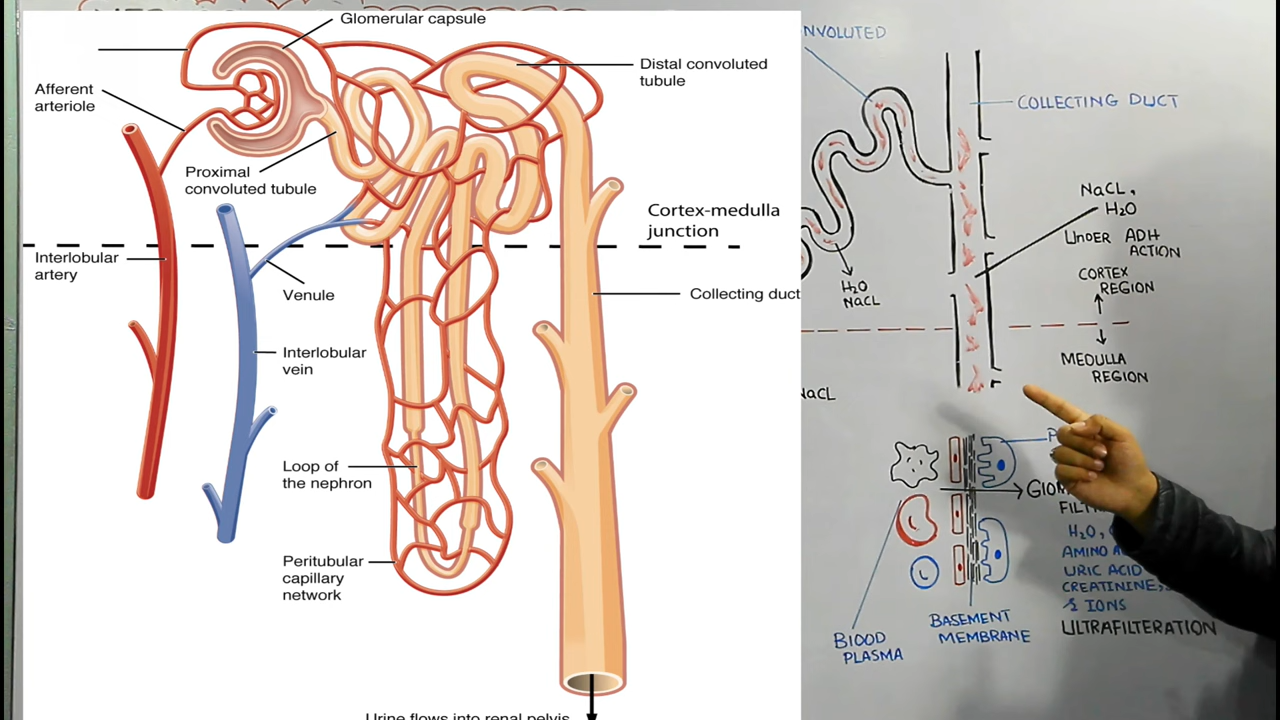 Glomerular capsule
Distal convoluted
tubule
Afferent
arteriole
Proximal
convoluted tubule
Cortex-medulla
junction
Interlobular
artery
Venule
Collecting duct
Interlobular
vein
Loop of
the nephron
Peritubular
capillary
network
Urine flows into renal pelvis
NVOLUTED
COLLECTING DUCT
NaCL,
H2O
UNDER ADH
ACTION
CORTEX
REGION
H2O
NaCL
MEDULLA
REGION
NaCL
FILT
H2O,
AMINO A
URIC ACID
CREATININE,
& IONS
ULTRAFILTERATION
BASEMENT
MEMBRANE
BLOOD
PLASMA